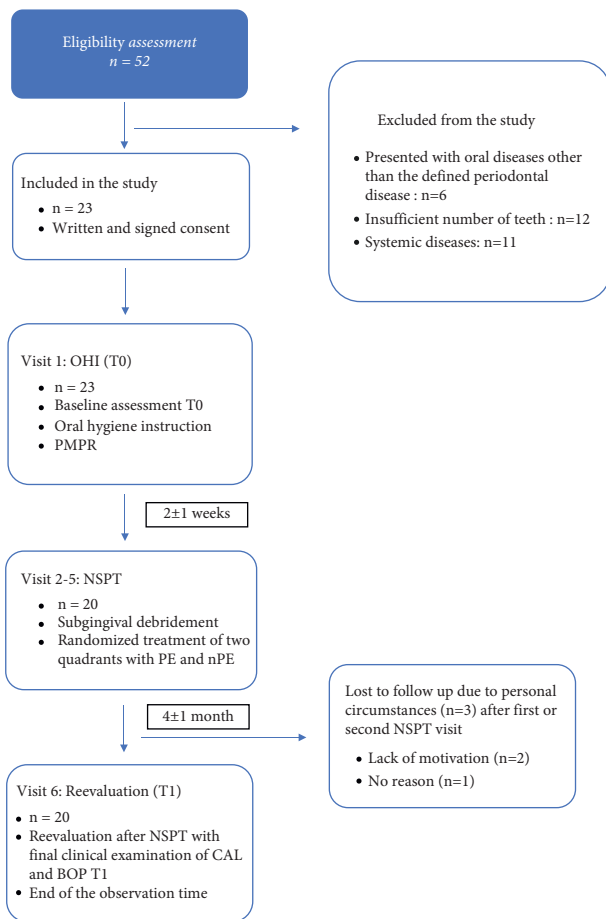 Eligibility assessment
n = 52
Excluded from the study
• Presented with oral diseases other
than the defined periodontal
disease : n=6
• Insufficient number of teeth : n=12
• Systemic diseases: n=11
Included in the study
• n = 23
• Written and signed consent
Visit 1: OHI (T0)
• n = 23
• Baseline assessment T0
• Oral hygiene instruction
• PMPR
2±1 weeks
Visit 2-5: NSPT
• n = 20
• Subgingival debridement
• Randomized treatment of two
quadrants with PE and nPE
4±1 month
Lost to follow up due to personal
circumstances (n=3) after first or
second NSPT visit
• Lack of motivation (n=2)
• No reason (n=1)
Visit 6: Reevaluation (T1)
• n = 20
• Reevaluation after NSPT with
final clinical examination of CAL
and BOP T1
• End of the observation time